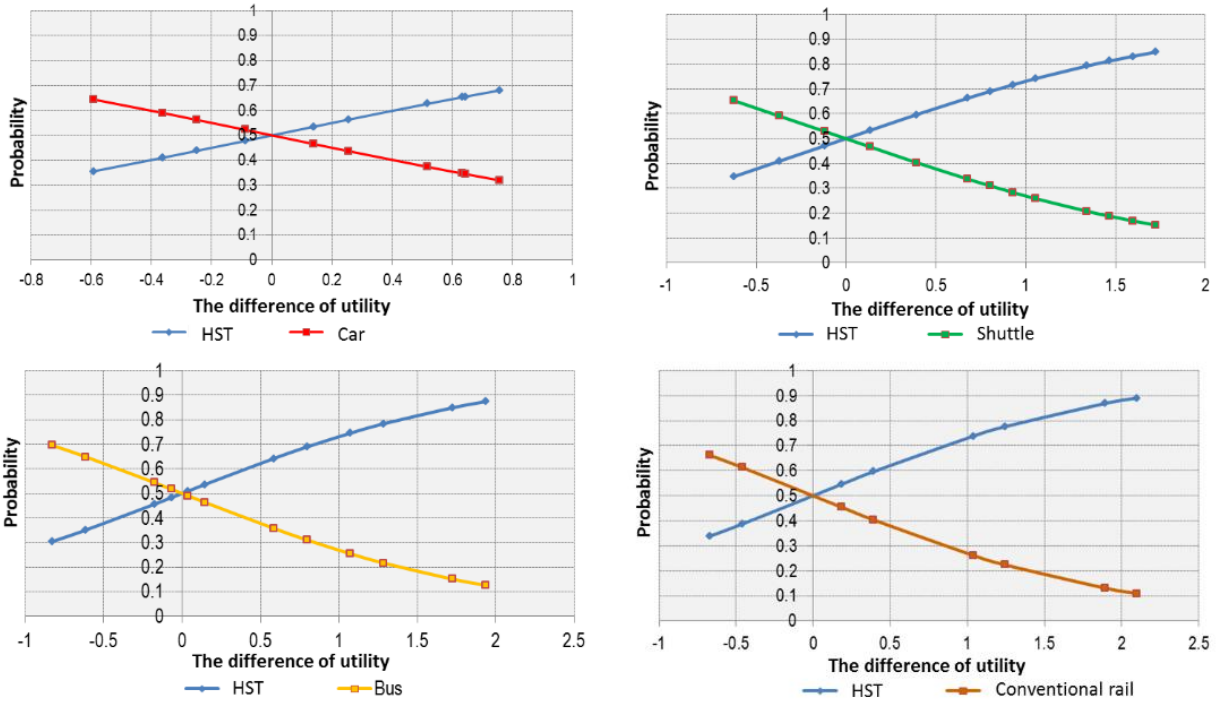 Probability
1
0.9
0.8
0.7
0.6
0.5
0.4
0.3
0.2
0.1
0
-0.8 -0.6 -0.4 -0.2 0 0.2 0.4 0.6 0.8 1
The difference of utility
HST Car
Probability
1
0.9
0.8
0.7
0.6
0.5
0.4
0.3
0.2
0.1
0
-1 -0.5 0 0.5 1 1.5 2
The difference of utility
HST Shuttle
Probability
1
0.9
0.8
0.7
0.6
0.5
0.4
0.3
0.2
0.1
0
-1 -0.5 0 0.5 1 1.5 2 2.5
The difference of utility
HST Bus
Probability
1
0.9
0.8
0.7
0.6
0.5
0.4
0.3
0.2
0.1
0
-1 -0.5 0 0.5 1 1.5 2 2.5
The difference of utility
HST Conventional rail